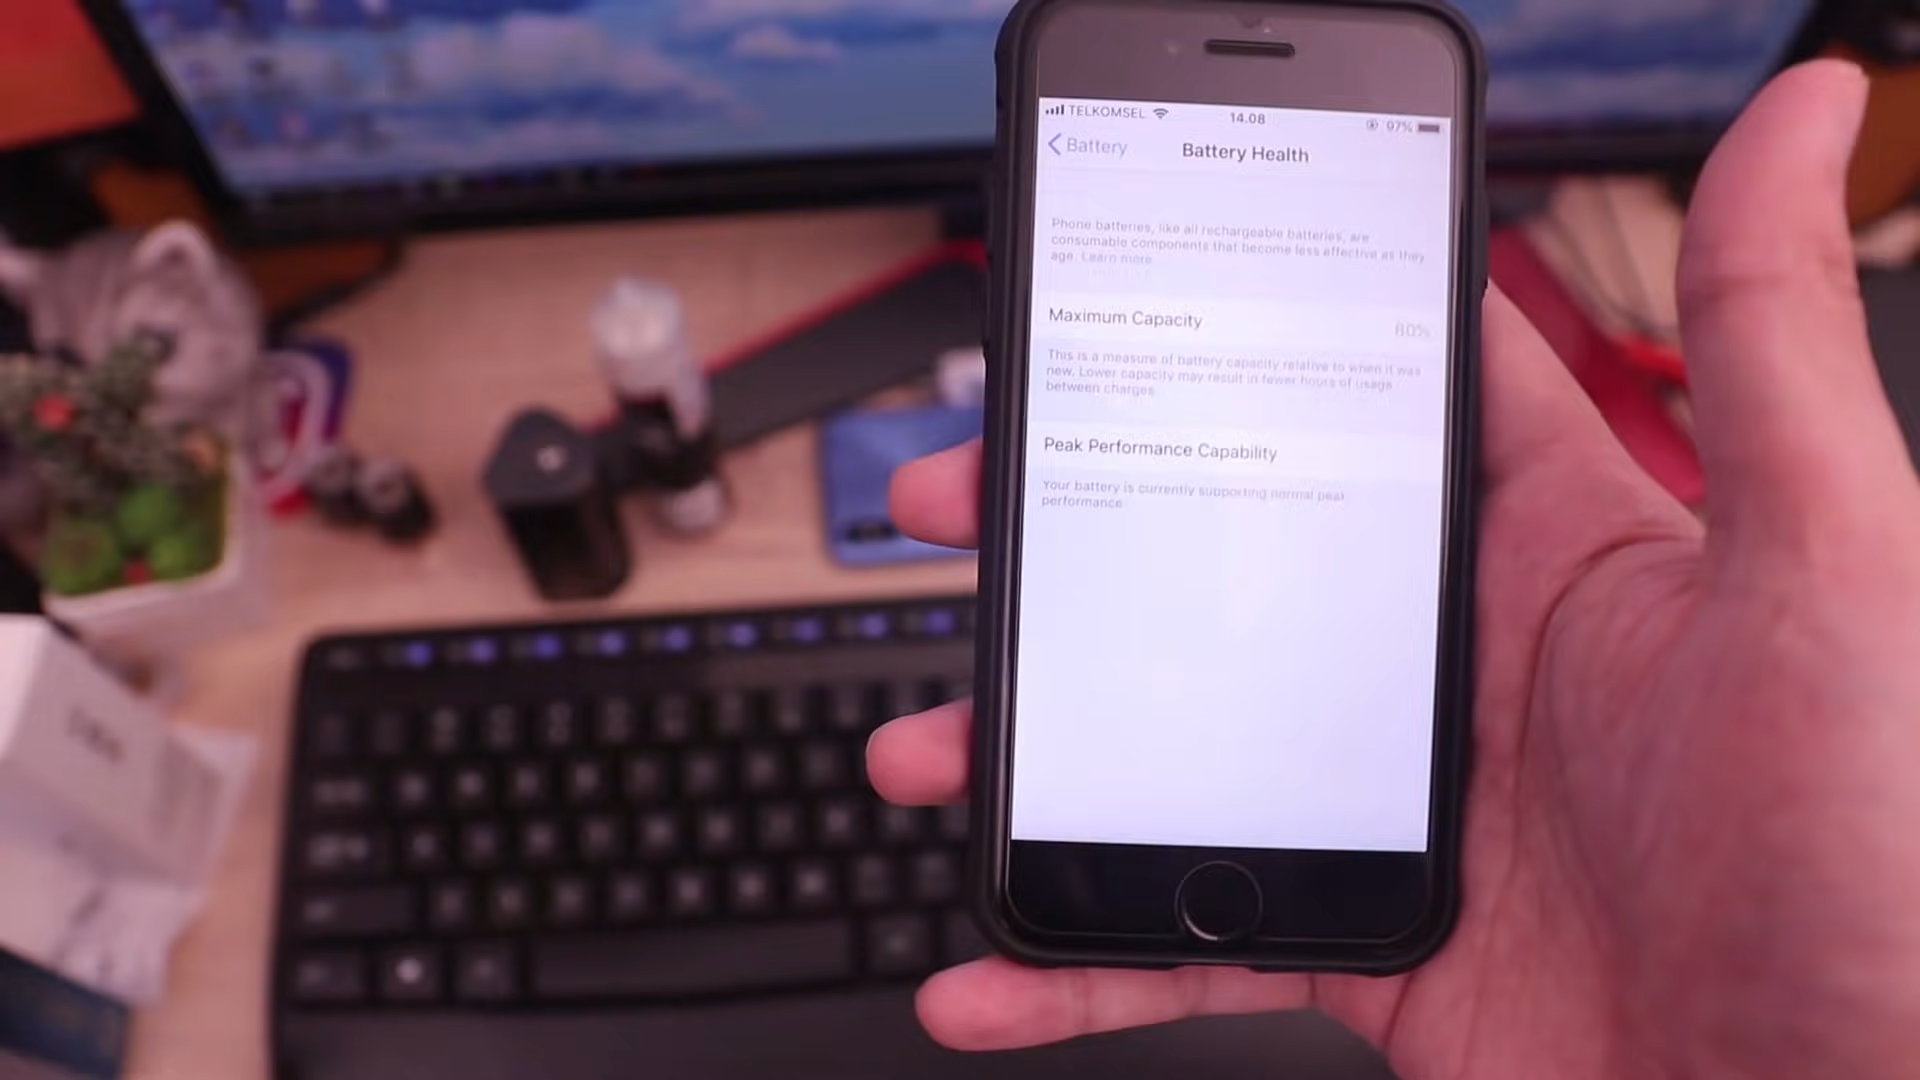 TELKOMSEL 14.08 97%
Battery Battery Health
Phone batteries, like all rechargeable batteries, are
consumable components that become less effective as they
age. Learn more
Maximum Capacity 80%
This is a measure of battery capacity relative to when it was
new. Lower capacity may result in fewer hours of usage
between charges
Peak Performance Capability
Your battery is currently supporting normal peak
performance